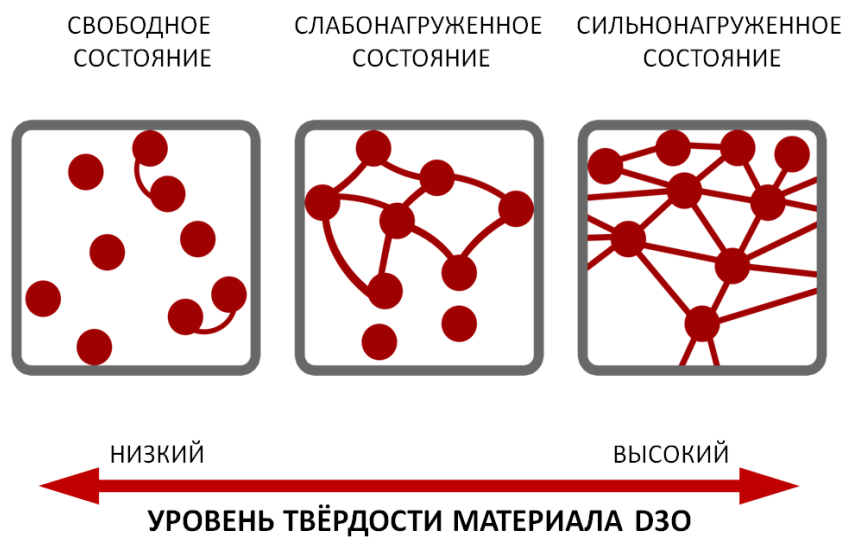 СВОБОДНОЕ
СОСТОЯНИЕ
СЛАБОНАГРУЖЕННОЕ
СОСТОЯНИЕ
СИЛЬНОНАГРУЖЕННОЕ
СОСТОЯНИЕ
НИЗКИЙ
ВЫСОКИЙ
УРОВЕНЬ ТВЁРДОСТИ МАТЕРИАЛА D3O